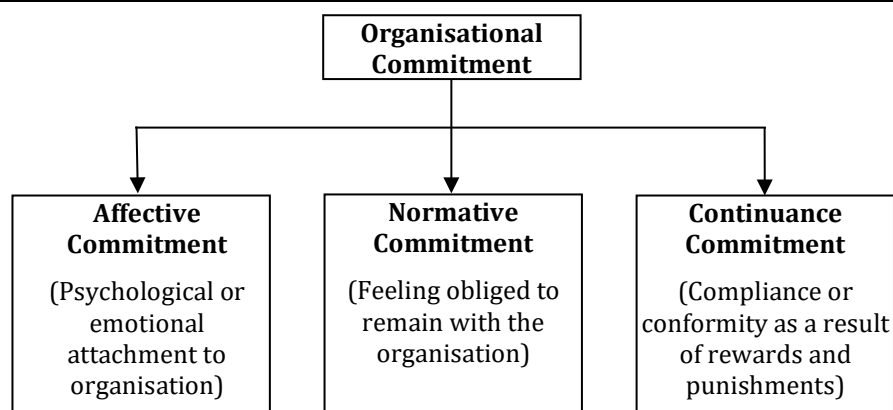 Organisational
Commitment
Affective
Commitment
(Psychological or
emotional
attachment to
organisation)
Normative
Commitment
(Feeling obliged to
remain with the
organisation)
Continuance
Commitment
(Compliance or
conformity as a result
of rewards and
punishments)